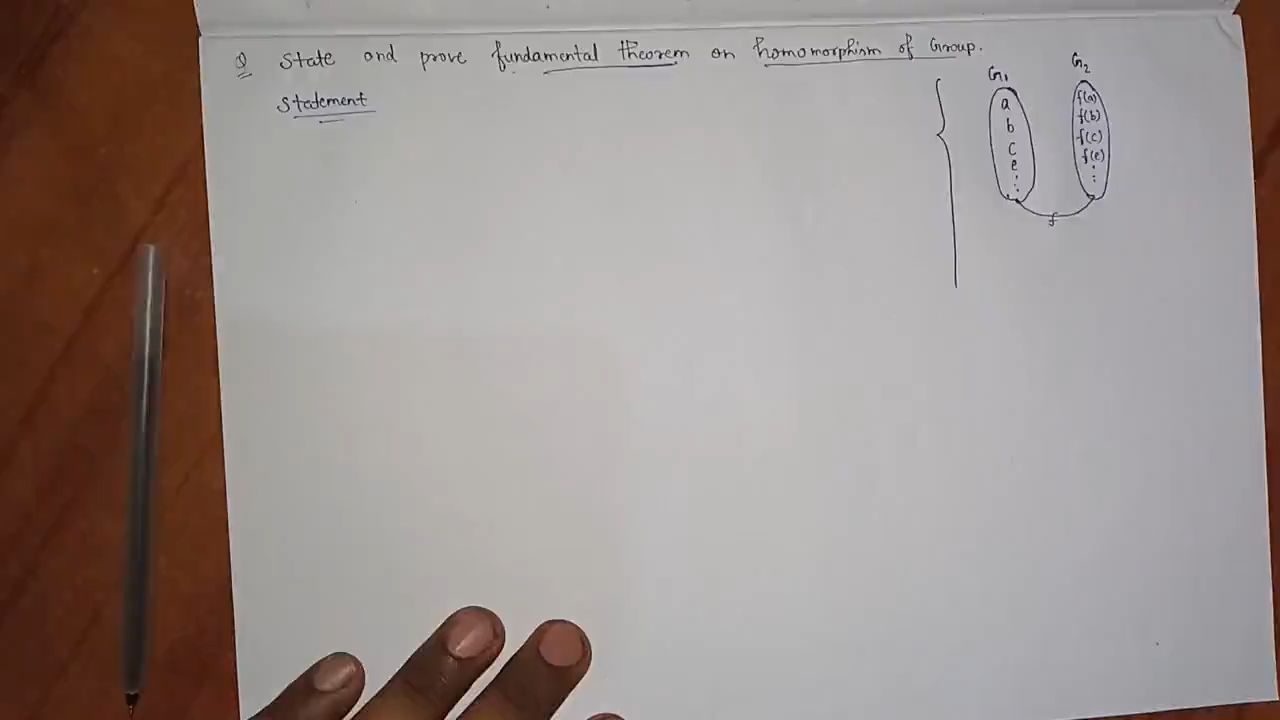 Q State and prove fundamental theorem on homomorphism of Group.
Statement
G1 G2
a f(a)
b f(b)
c f(c)
e f(e)
⋮ ⋮
f